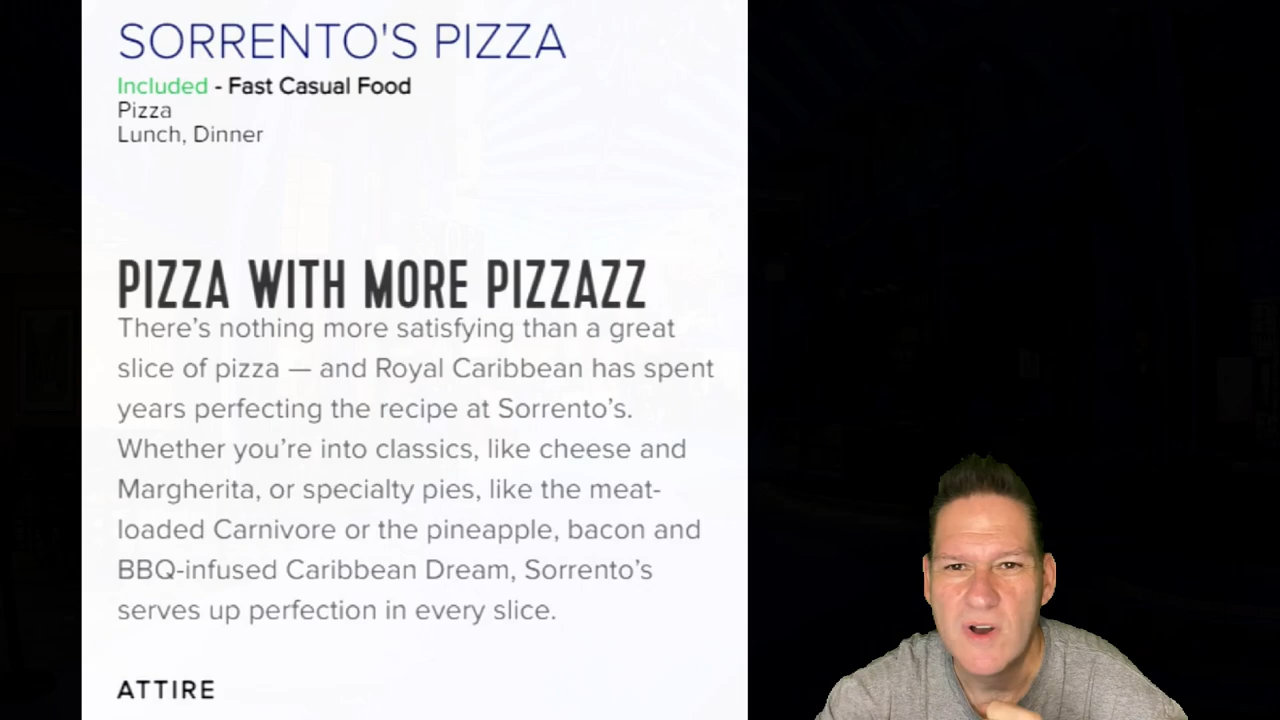 SORRENTO'S PIZZA
Included - Fast Casual Food
Pizza
Lunch, Dinner
PIZZA WITH MORE PIZZAZZ
There’s nothing more satisfying than a great
slice of pizza — and Royal Caribbean has spent
years perfecting the recipe at Sorrento’s.
Whether you’re into classics, like cheese and
Margherita, or specialty pies, like the meat-
loaded Carnivore or the pineapple, bacon and
BBQ-infused Caribbean Dream, Sorrento’s
serves up perfection in every slice.
ATTIRE